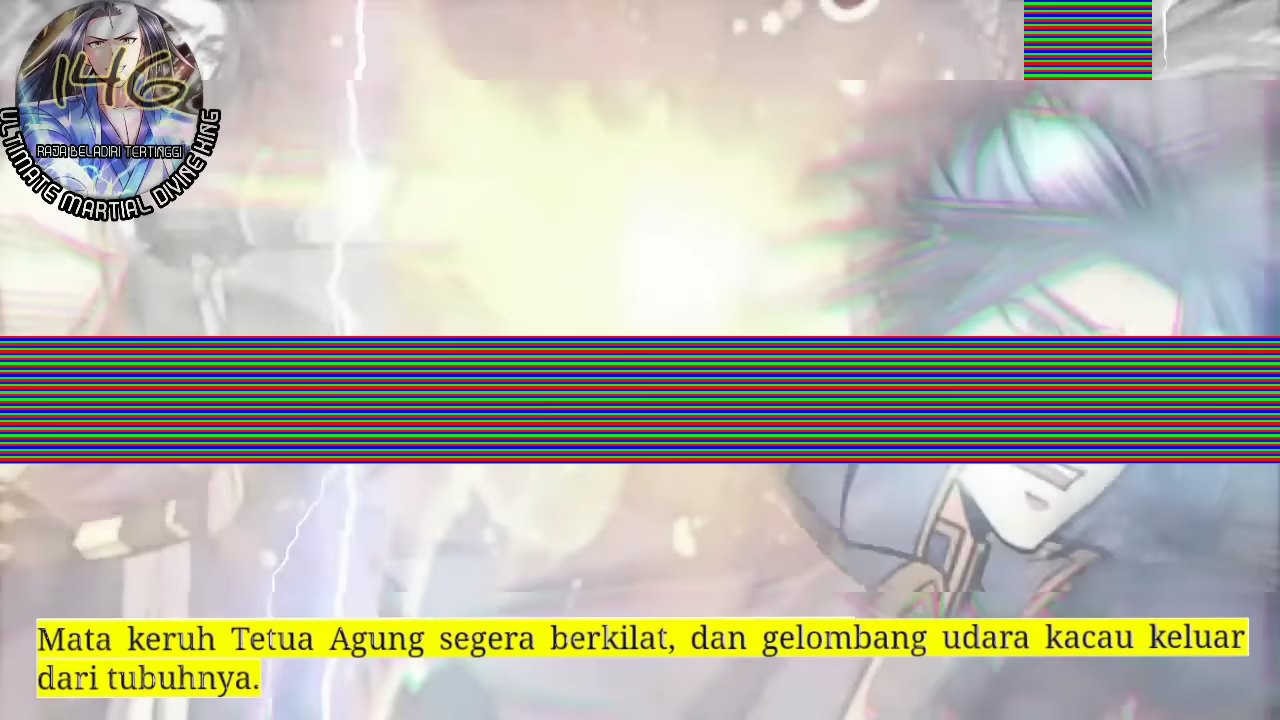 146
RAJA BELADIRI TERTINGGI
ULTIMATE MARTIAL DIVINE KING
Mata keruh Tetua Agung segera berkilat, dan gelombang udara kacau keluar
dari tubuhnya.